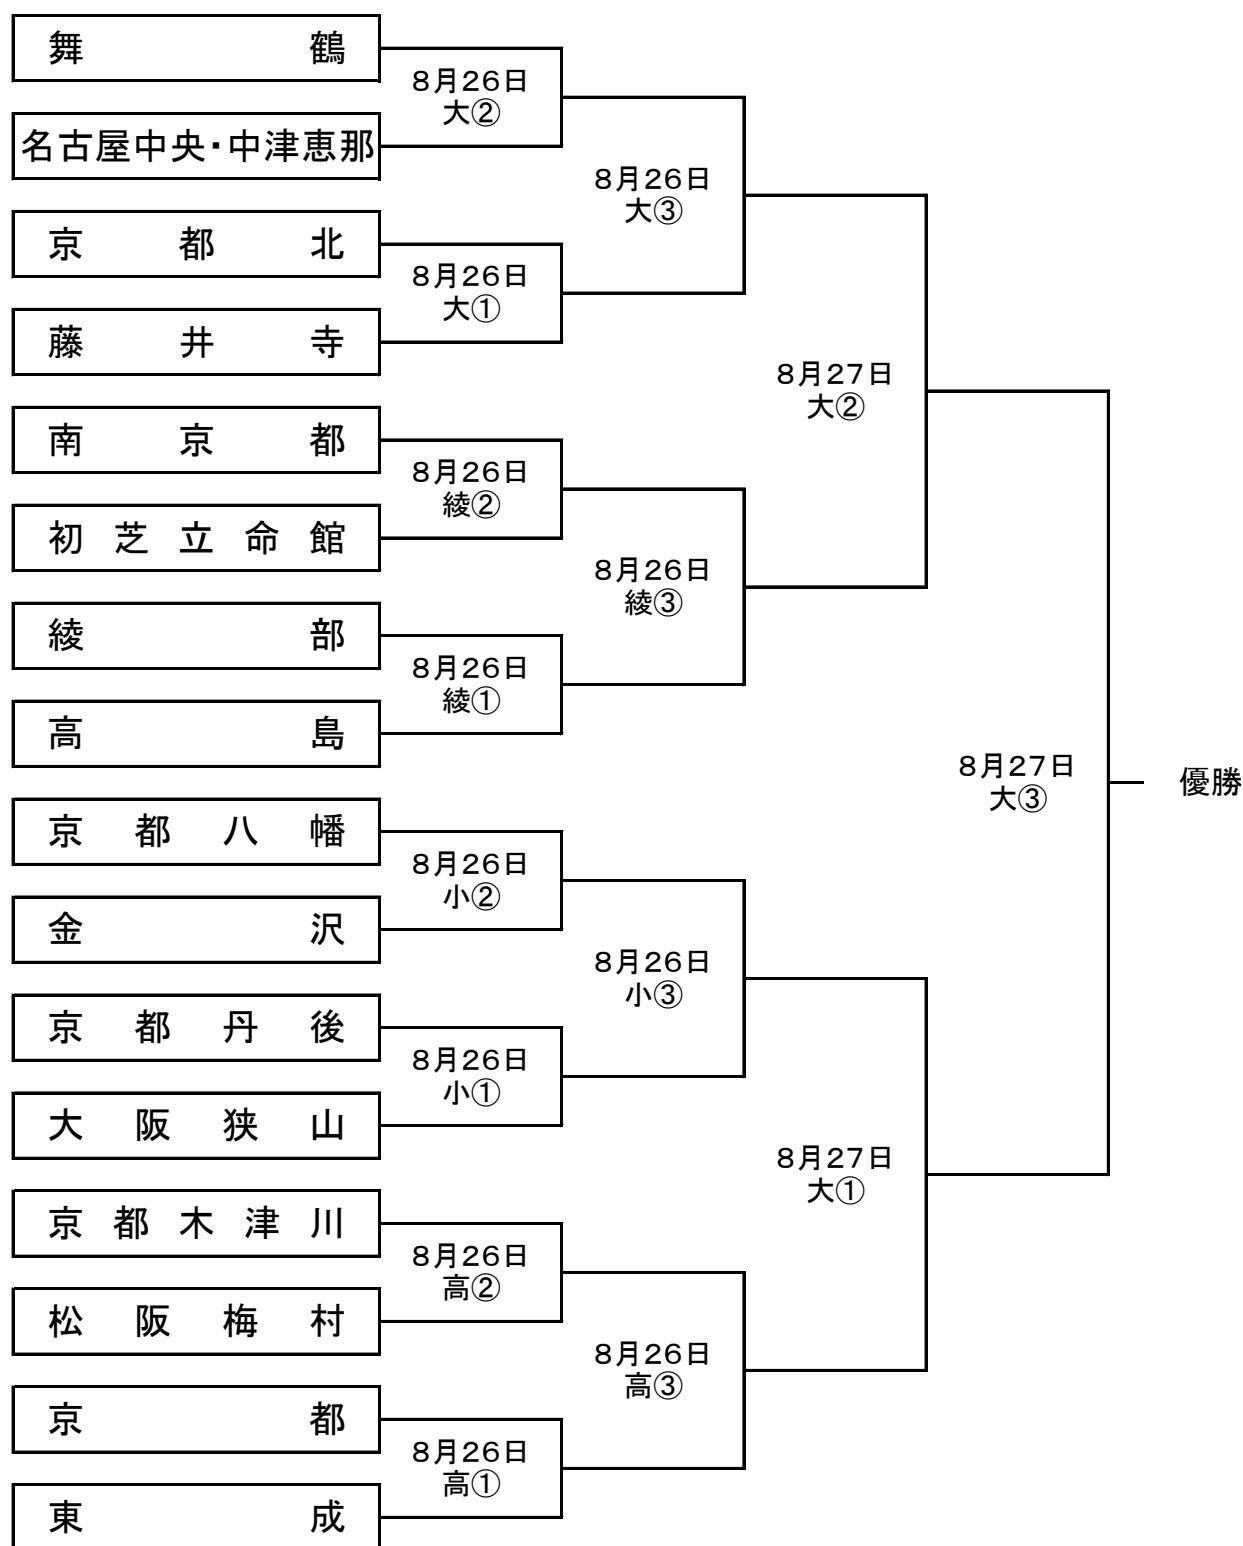 舞鶴
8月26日
大②
名古屋中央・中津恵那
8月26日
大③
京都北
8月26日
大①
藤井寺
8月27日
大②
南京都
8月26日
綾②
初芝立命館
8月26日
綾③
綾部
8月26日
綾①
高島
8月27日
大③
優勝
京都八幡
8月26日
小②
金沢
8月26日
小③
京都丹後
8月26日
小①
大阪狭山
8月27日
大①
京都木津川
8月26日
高②
松阪梅村
8月26日
高③
京都
8月26日
高①
東成